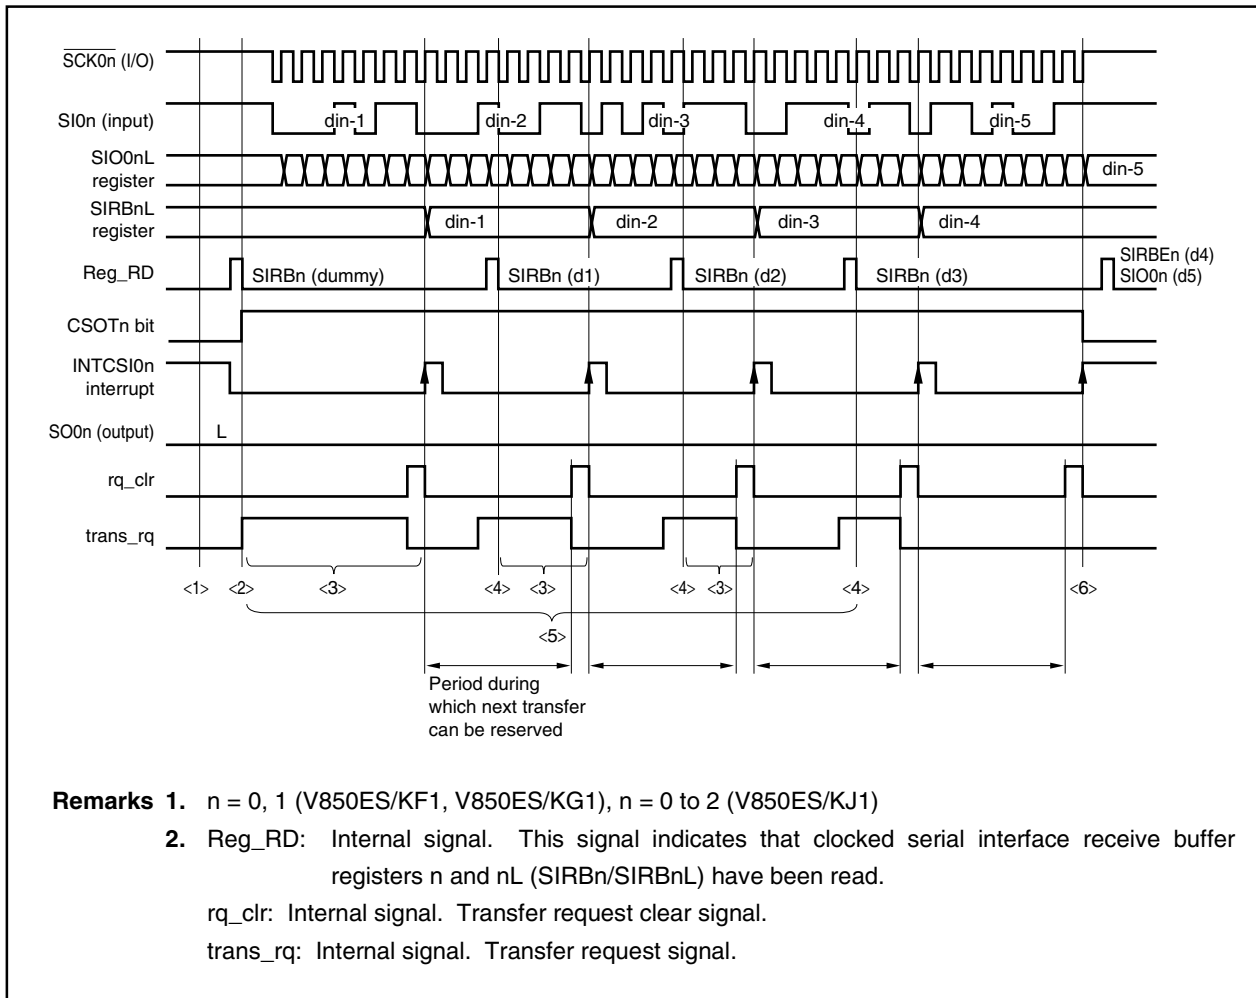 SCK0n (I/O)
SI0n (input)
din-1
din-2
din-3
din-4
din-5
SIO0nL
register
din-5
SIRBnL
register
din-1
din-2
din-3
din-4
Reg_RD
SIRBn (dummy)
SIRBn (d1)
SIRBn (d2)
SIRBn (d3)
SIRBEn (d4)
SIO0n (d5)
CSOTn bit
INTCSI0n
interrupt
SO0n (output)
L
rq_clr
trans_rq
<1>
<2>
<3>
<4>
<3>
<4>
<3>
<4>
<6>
<5>
Period during
which next transfer
can be reserved
Remarks 1. n = 0, 1 (V850ES/KF1, V850ES/KG1), n = 0 to 2 (V850ES/KJ1)
2. Reg_RD: Internal signal. This signal indicates that clocked serial interface receive buffer
registers n and nL (SIRBn/SIRBnL) have been read.
rq_clr: Internal signal. Transfer request clear signal.
trans_rq: Internal signal. Transfer request signal.